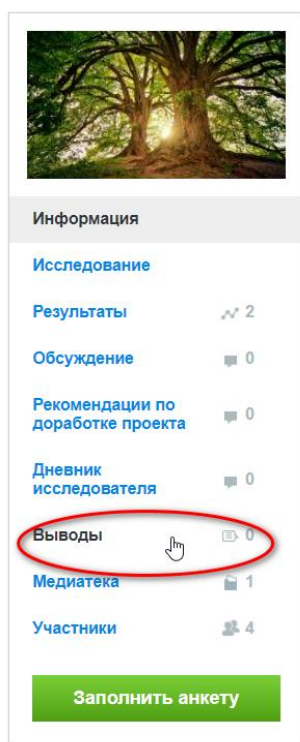 Информация
Исследование
Результаты 2
Обсуждение 0
Рекомендации по
доработке проекта 0
Дневник
исследователя 0
Выводы 0
Медиатека 1
Участники 4
Заполнить анкету